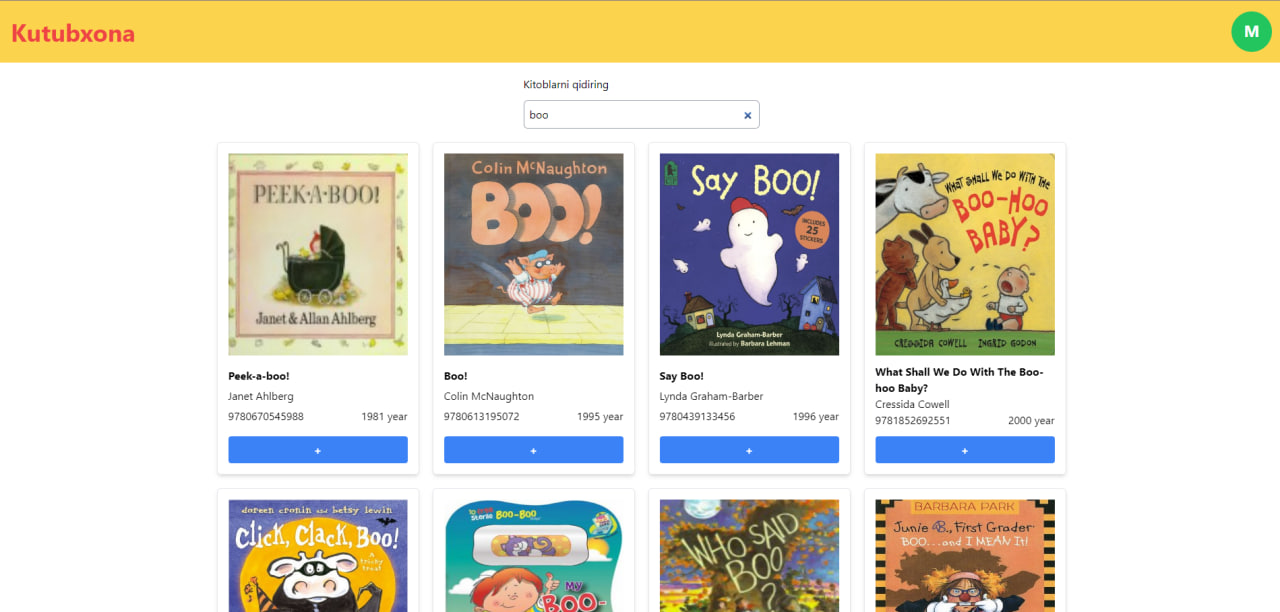 Kutubxona
M
Kitoblarni qidiring
boo
PEEK-A-BOO!
Janet & Allan Ahlberg
Peek-a-boo!
Janet Ahlberg
9780670545988 1981 year
+
Colin McNaughton
BOO!
Boo!
Colin McNaughton
9780613195072 1995 year
+
Say BOO!
INCLUDES
25
STICKERS
Lynda Graham-Barber
illustrated by Barbara Lehman
Say Boo!
Lynda Graham-Barber
9780439133456 1996 year
+
WHAT SHALL WE DO WITH THE
BOO-HOO
BABY?
CRESSIDA COWELL INGRID GODON
What Shall We Do With The Boo-
hoo Baby?
Cressida Cowell
9781852692551 2000 year
+
doreen cronin and betsy lewin
Click, Clack, Boo!
A
tricky
treat
Boo-Boo
My
BOO-
WHO SAID
BOO?
BARBARA PARK
Junie B., First Grader
BOO...and I MEAN It!